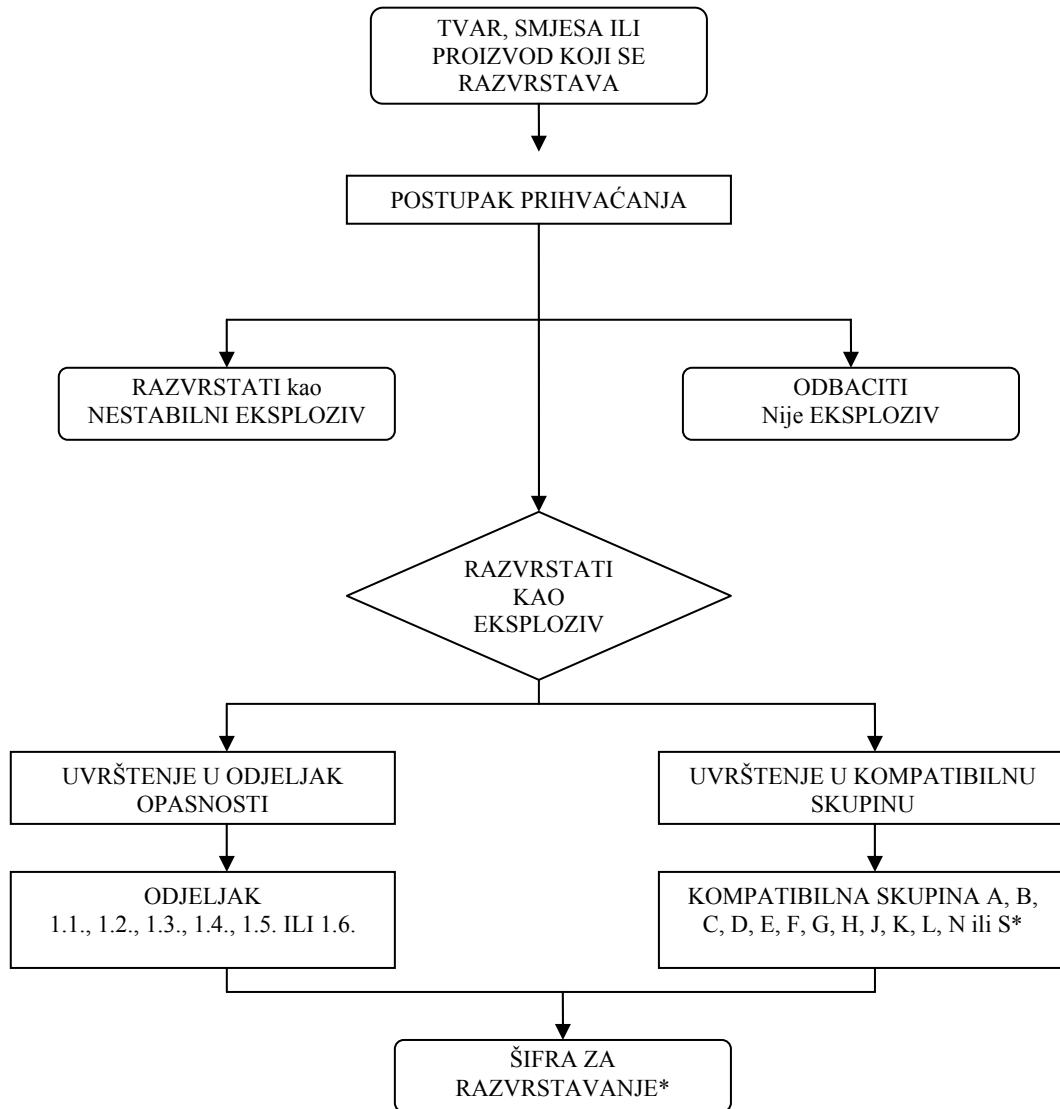 TVAR, SMJESA ILI
PROIZVOD KOJI SE
RAZVRSTAVA
POSTUPAK PRIHVAĆANJA
RAZVRSTATI kao
NESTABILNI EKSPLOZIV
ODBACITI
Nije EKSPLOZIV
RAZVRSTATI
KAO
EKSPLOZIV
UVRŠTENJE U ODJELJAK
OPASNOSTI
UVRŠTENJE U KOMPATIBILNU
SKUPINU
ODJELJAK
1.1., 1.2., 1.3., 1.4., 1.5. ILI 1.6.
KOMPATIBILNA SKUPINA A, B,
C, D, E, F, G, H, J, K, L, N ili S*
ŠIFRA ZA
RAZVRSTAVANJE*